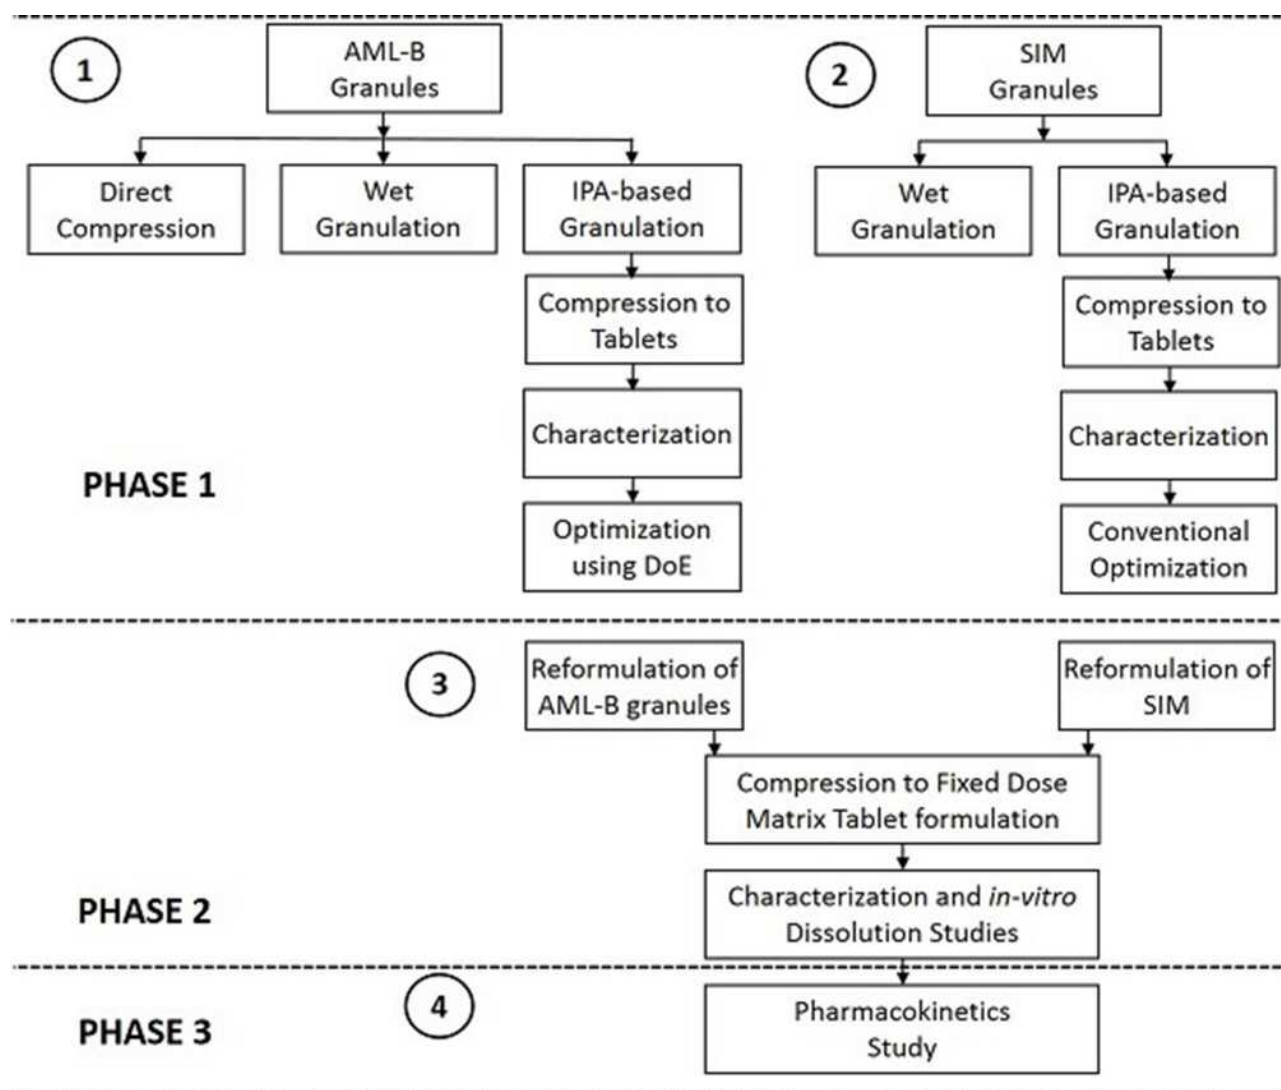 1
AML-B
Granules
2
SIM
Granules
Direct
Compression
Wet
Granulation
IPA-based
Granulation
Wet
Granulation
IPA-based
Granulation
Compression to
Tablets
Compression to
Tablets
Characterization
Characterization
PHASE 1
Optimization
using DoE
Conventional
Optimization
3
Reformulation of
AML-B granules
Reformulation of
SIM
Compression to Fixed Dose
Matrix Tablet formulation
PHASE 2
Characterization and in-vitro
Dissolution Studies
4
PHASE 3
Pharmacokinetics
Study